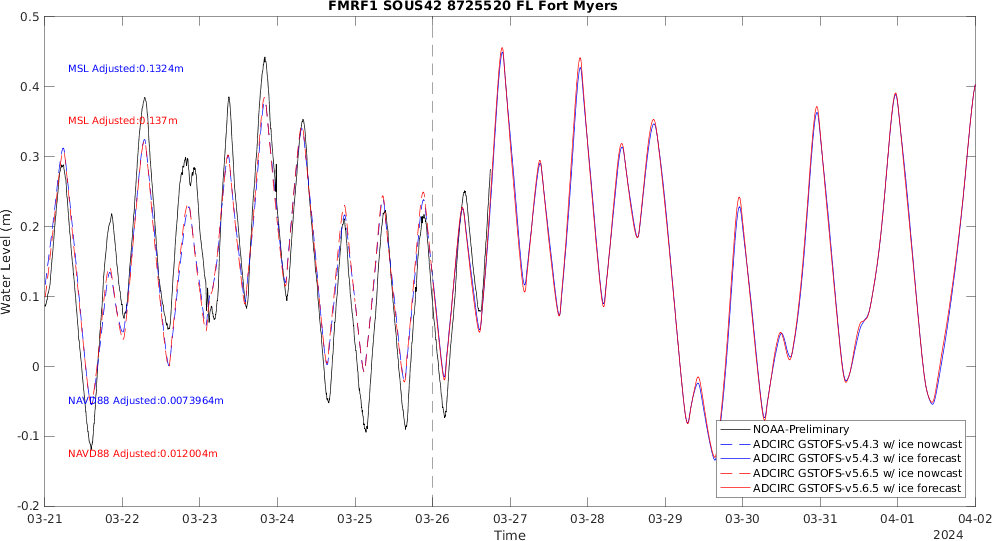 FMRF1 SOUS42 8725520 FL Fort Myers
0.5
0.4
0.3
0.2
0.1
0
-0.1
-0.2
Water Level (m)
MSL Adjusted:0.1324m
MSL Adjusted:0.137m
NAVD88 Adjusted:0.0073964m
NAVD88 Adjusted:0.012004m
NOAA-Preliminary
ADCIRC GSTOFS-v5.4.3 w/ ice nowcast
ADCIRC GSTOFS-v5.4.3 w/ ice forecast
ADCIRC GSTOFS-v5.6.5 w/ ice nowcast
ADCIRC GSTOFS-v5.6.5 w/ ice forecast
03-21 03-22 03-23 03-24 03-25 03-26 03-27 03-28 03-29 03-30 03-31 04-01 04-02
Time
2024